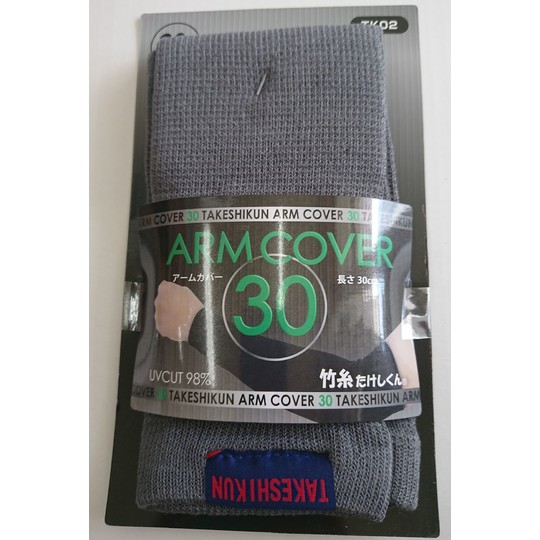 TK02
ARM COVER 30 TAKESHIKUN ARM COVER 30 TAKESHIKUN
ARM COVER
アームカバー
30
長さ 30cm
UVCUT 98%
竹糸たけしくん®
COVER 30 TAKESHIKUN ARM COVER 30 TAKESHIKUN ARM
TAKESHIKUN